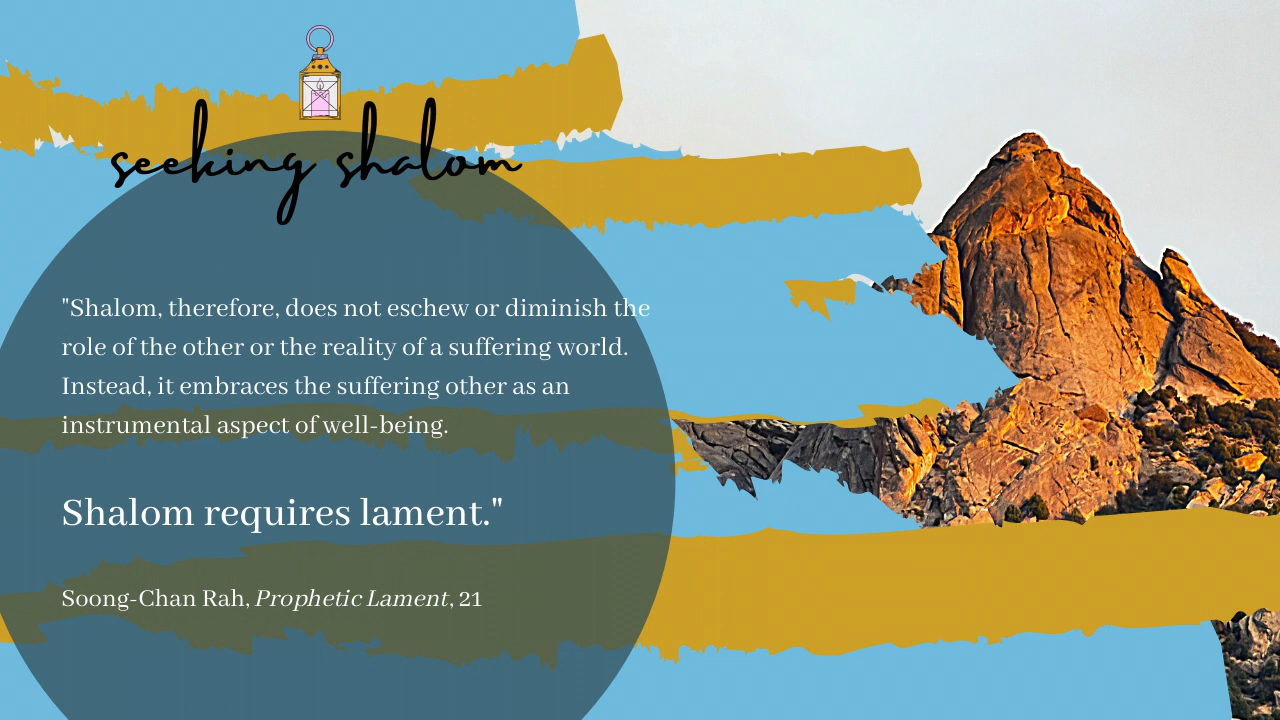 seeking shalom
"Shalom, therefore, does not eschew or diminish the
role of the other or the reality of a suffering world.
Instead, it embraces the suffering other as an
instrumental aspect of well-being.
Shalom requires lament."
Soong-Chan Rah, Prophetic Lament, 21